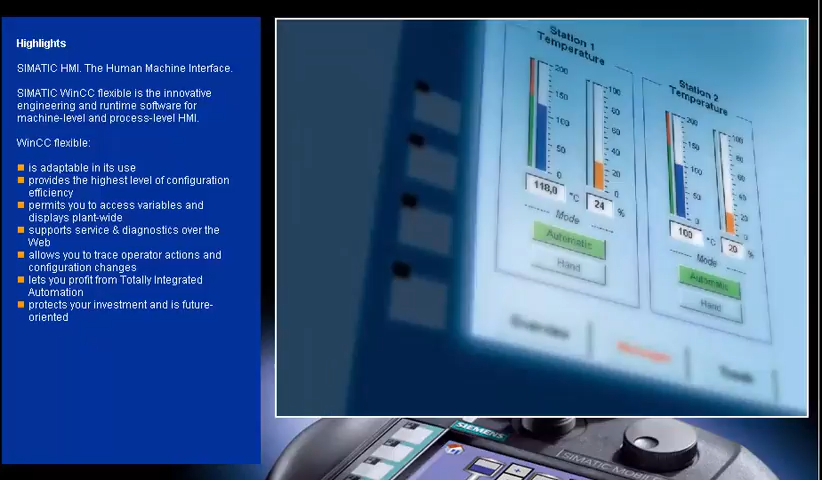 Highlights
SIMATIC HMI. The Human Machine Interface.
SIMATIC WinCC flexible is the innovative
engineering and runtime software for
machine-level and process-level HMI.
WinCC flexible:
is adaptable in its use
provides the highest level of configuration
efficiency
permits you to access variables and
displays plant-wide
supports service & diagnostics over the
Web
allows you to trace operator actions and
configuration changes
lets you profit from Totally Integrated
Automation
protects your investment and is future-
oriented
Station 1
Temperature
200
150
100
50
0
100
80
60
40
20
0
118,0 °C
24 %
Mode
Automatic
Hand
Station 2
Temperature
200
150
100
50
0
100
80
60
40
20
0
100 °C
20 %
Mode
Automatic
Hand
Overview
Messages
Trends
SIEMENS
SIMATIC MOBILE